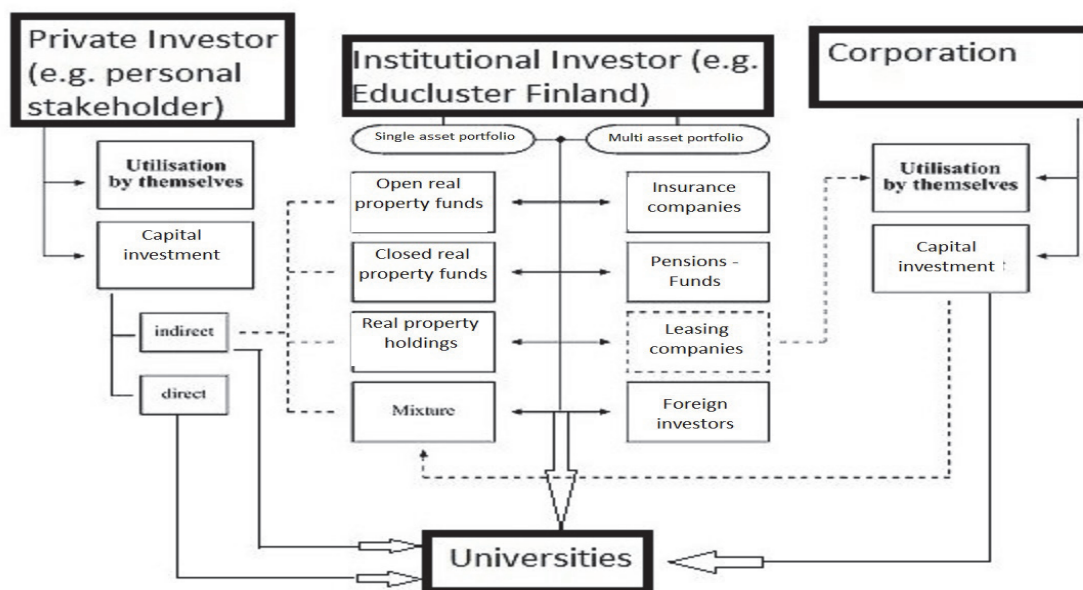 Private Investor
(e.g. personal
stakeholder)
Institutional Investor (e.g.
Educluster Finland)
Corporation
Single asset portfolio
Multi asset portfolio
Utilisation
by themselves
Open real
property funds
Insurance
companies
Utilisation
by themselves
Capital
investment
Closed real
property funds
Pensions -
Funds
Capital
investment
indirect
Real property
holdings
Leasing
companies
direct
Mixture
Foreign
investors
Universities